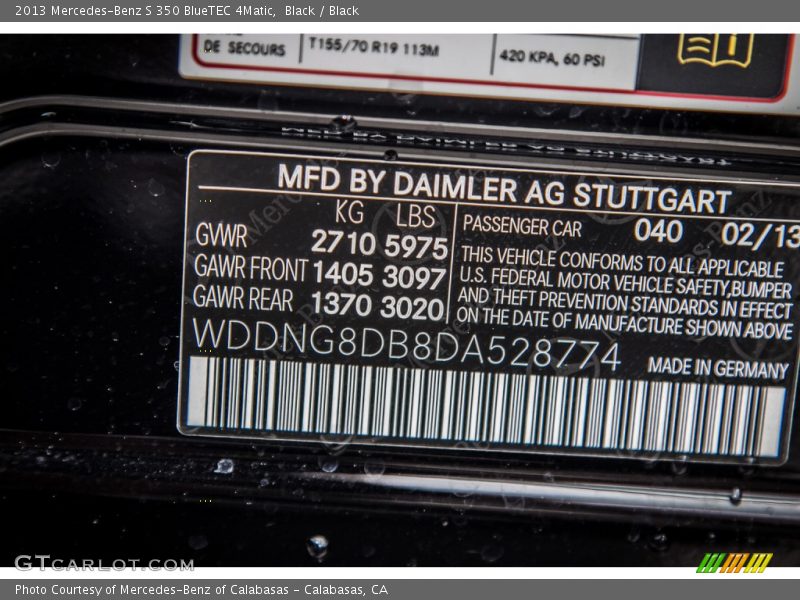 2013 Mercedes-Benz S 350 BlueTEC 4Matic, Black / Black
DE SECOURS T155/70 R19 113M 420 KPA, 60 PSI
MFD BY DAIMLER AG STUTTGART
KG LBS
GWVR 2710 5975
GAWR FRONT 1405 3097
GAWR REAR 1370 3020
PASSENGER CAR 040 02/13
THIS VEHICLE CONFORMS TO ALL APPLICABLE
U.S. FEDERAL MOTOR VEHICLE SAFETY,BUMPER
AND THEFT PREVENTION STANDARDS IN EFFECT
ON THE DATE OF MANUFACTURE SHOWN ABOVE
WDDNG8DB8DA528774 MADE IN GERMANY
GTCARLOT.COM
Photo Courtesy of Mercedes-Benz of Calabasas - Calabasas, CA